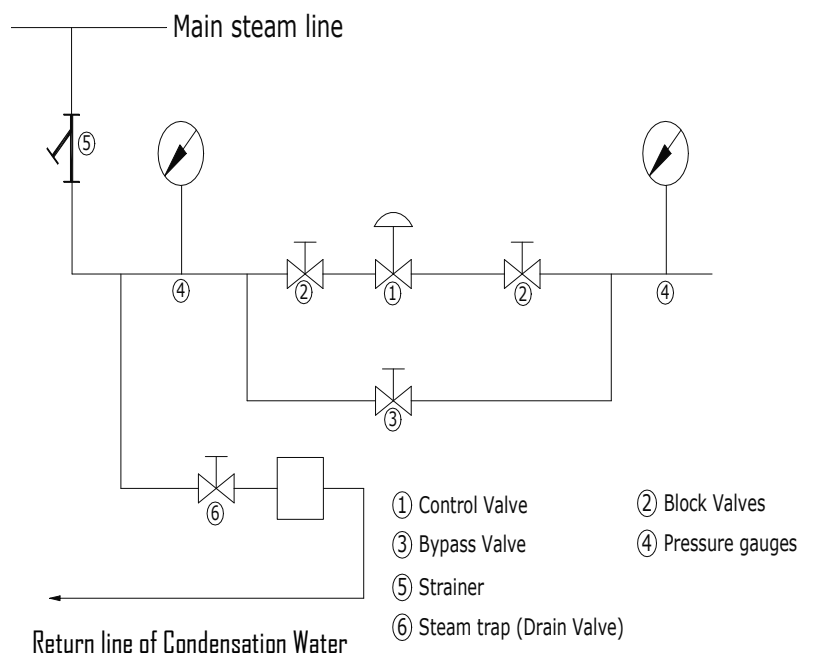 Main steam line
⑤
④
②
①
②
④
③
⑥
① Control Valve
② Block Valves
③ Bypass Valve
④ Pressure gauges
⑤ Strainer
⑥ Steam trap (Drain Valve)
Return line of Condensation Water